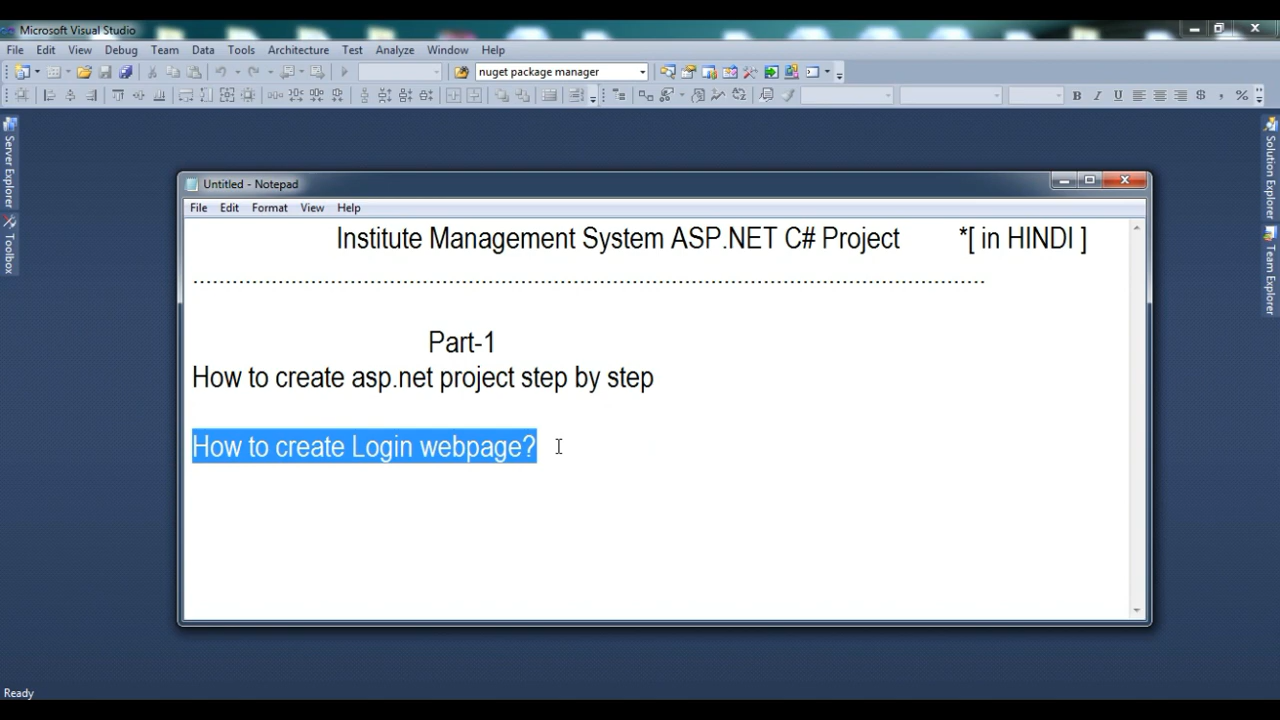 Microsoft Visual Studio
File Edit View Debug Team Data Tools Architecture Test Analyze Window Help
nuget package manager
B I U $ , %
Server Explorer
Toolbox
Solution Explorer
Team Explorer
Untitled - Notepad
File Edit Format View Help
Institute Management System ASP.NET C# Project *[ in HINDI ]
Part-1
How to create asp.net project step by step
How to create Login webpage?
Ready